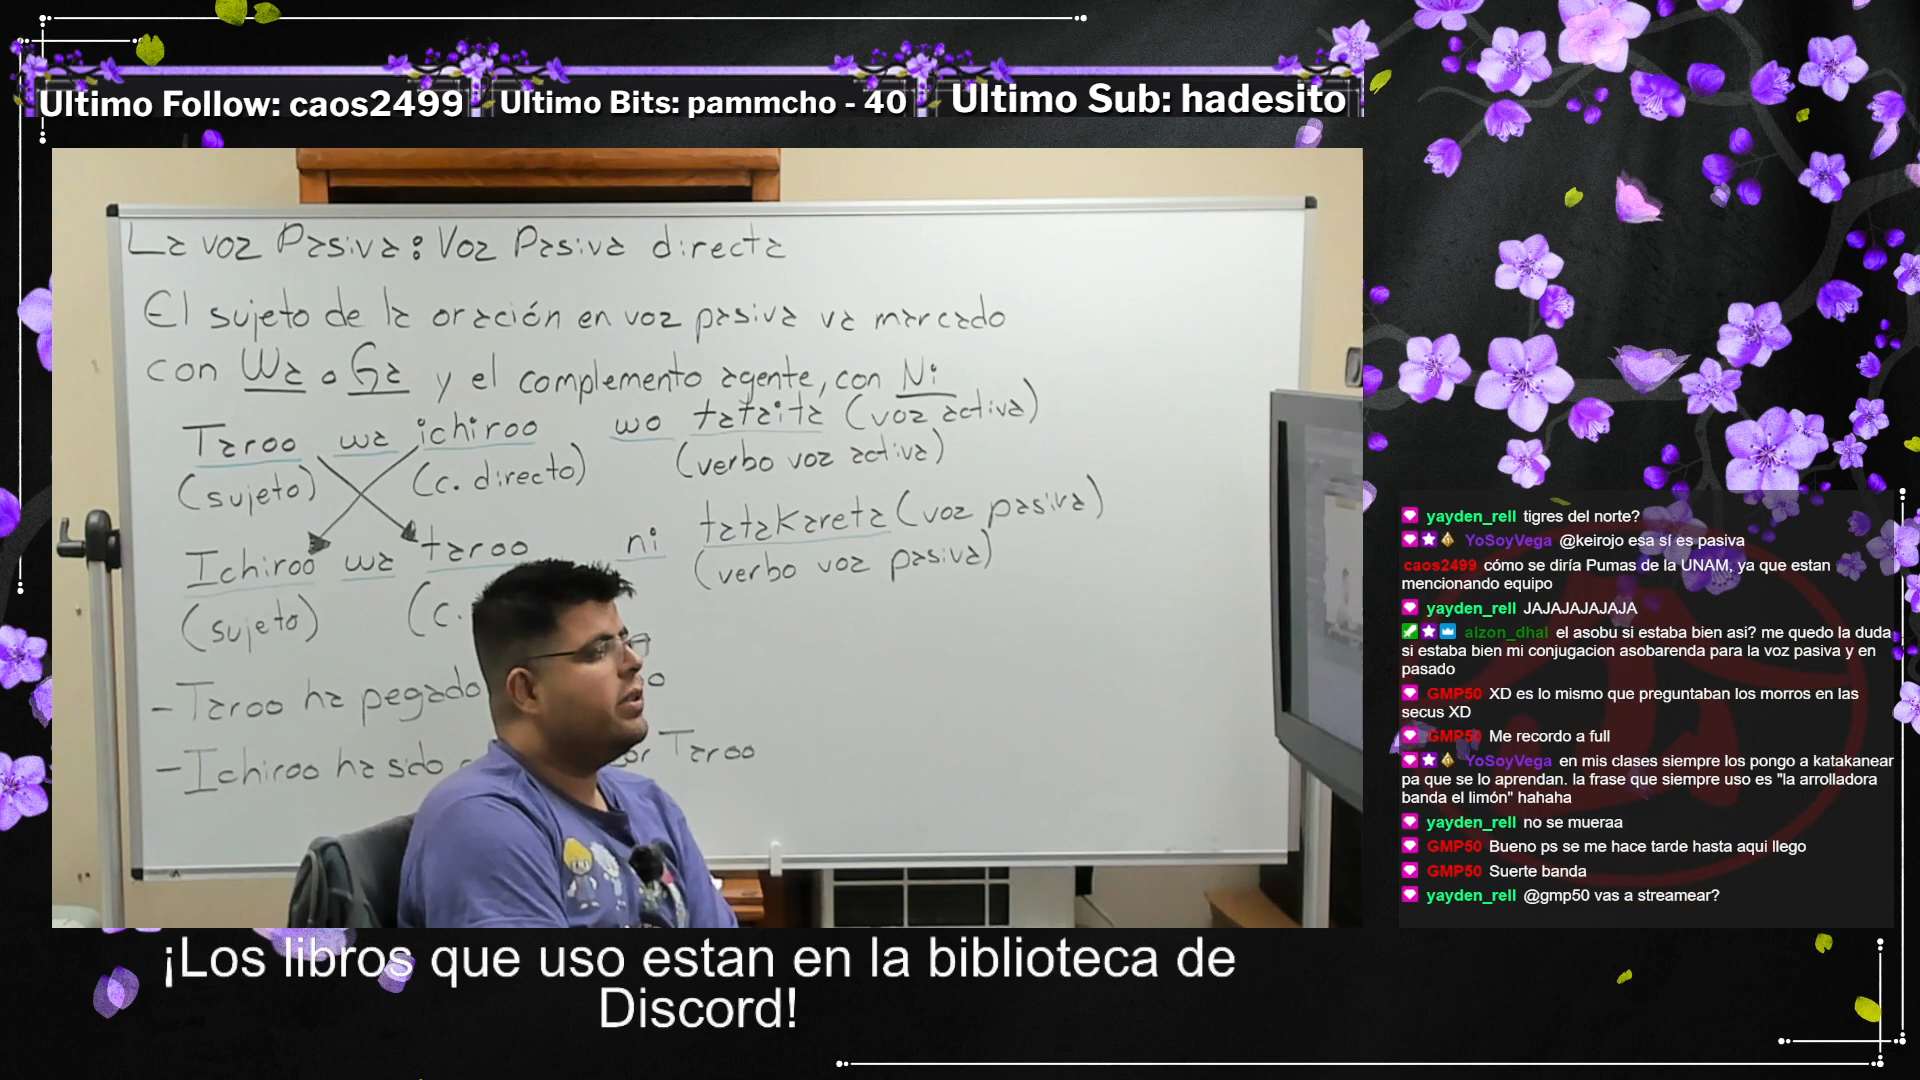 Ultimo Follow: caos2499
Ultimo Bits: pammcho - 40
Ultimo Sub: hadesito
La voz Pasiva: Voz Pasiva directa
El sujeto de la oración en voz pasiva va marcado
con Wa o Ga y el complemento agente, con Ni
Taroo wa ichiroo wo tataita (voz activa)
(sujeto) (c. directo) (verbo voz activa)
Ichiroo wa taroo ni tatakareta (voz pasiva)
(sujeto) (c. (verbo voz pasiva)
- Taroo ha pegado
- Ichiroo ha sido or Taroo
yayden_rell tigres del norte?
YoSoyVega @keirojo esa sí es pasiva
caos2499 cómo se diría Pumas de la UNAM, ya que estan
mencionando equipo
yayden_rell JAJAJAJAJAJA
aizon_dhal el asobu si estaba bien asi? me quedo la duda
si estaba bien mi conjugacion asobarenda para la voz pasiva y en
pasado
GMP50 XD es lo mismo que preguntaban los morros en las
secus XD
GMP50 Me recordo a full
YoSoyVega en mis clases siempre los pongo a katakanear
pa que se lo aprendan. la frase que siempre uso es "la arrolladora
banda el limón" hahaha
yayden_rell no se mueraa
GMP50 Bueno ps se me hace tarde hasta aqui llego
GMP50 Suerte banda
yayden_rell @gmp50 vas a streamear?
¡Los libros que uso estan en la biblioteca de
Discord!